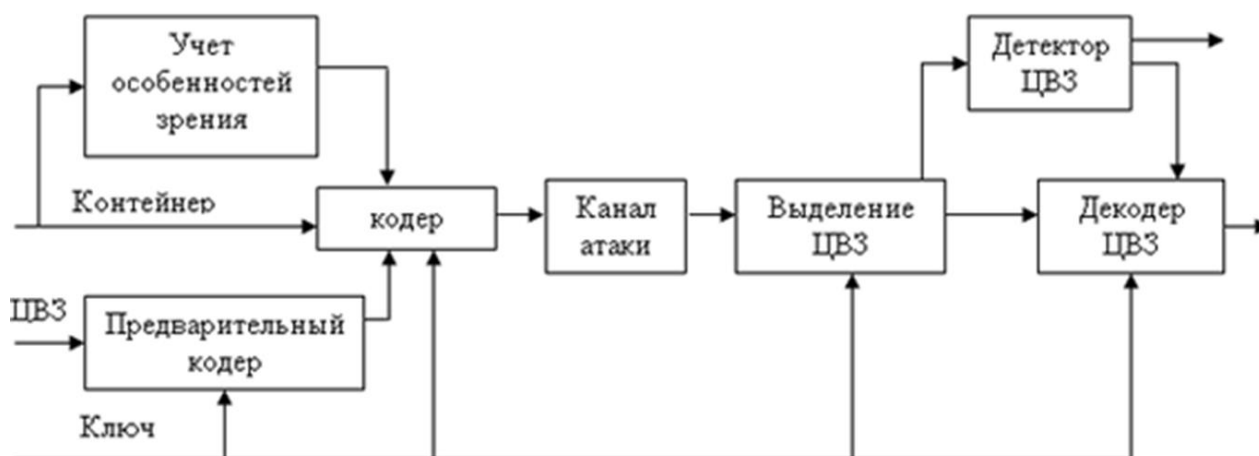 Учет
особенностей
зрения
Детектор
ЦВЗ
Контейнер
кодер
Канал
атаки
Выделение
ЦВЗ
Декодер
ЦВЗ
ЦВЗ
Предварительный
кодер
Ключ